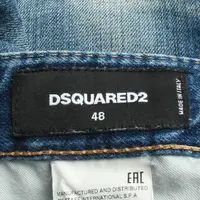 DSQUARED2
48
MADE IN ITALY
EAC
MANUFACTURED AND DISTRIBUTED
INTERNATIONAL S.P.A